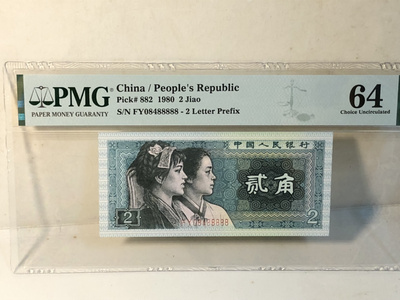 PMG
PAPER MONEY GUARANTY
China / People's Republic
Pick# 882 1980 2 Jiao
S/N FY08488888 - 2 Letter Prefix
64
Choice Uncirculated
中国人民银行
贰角
2
2